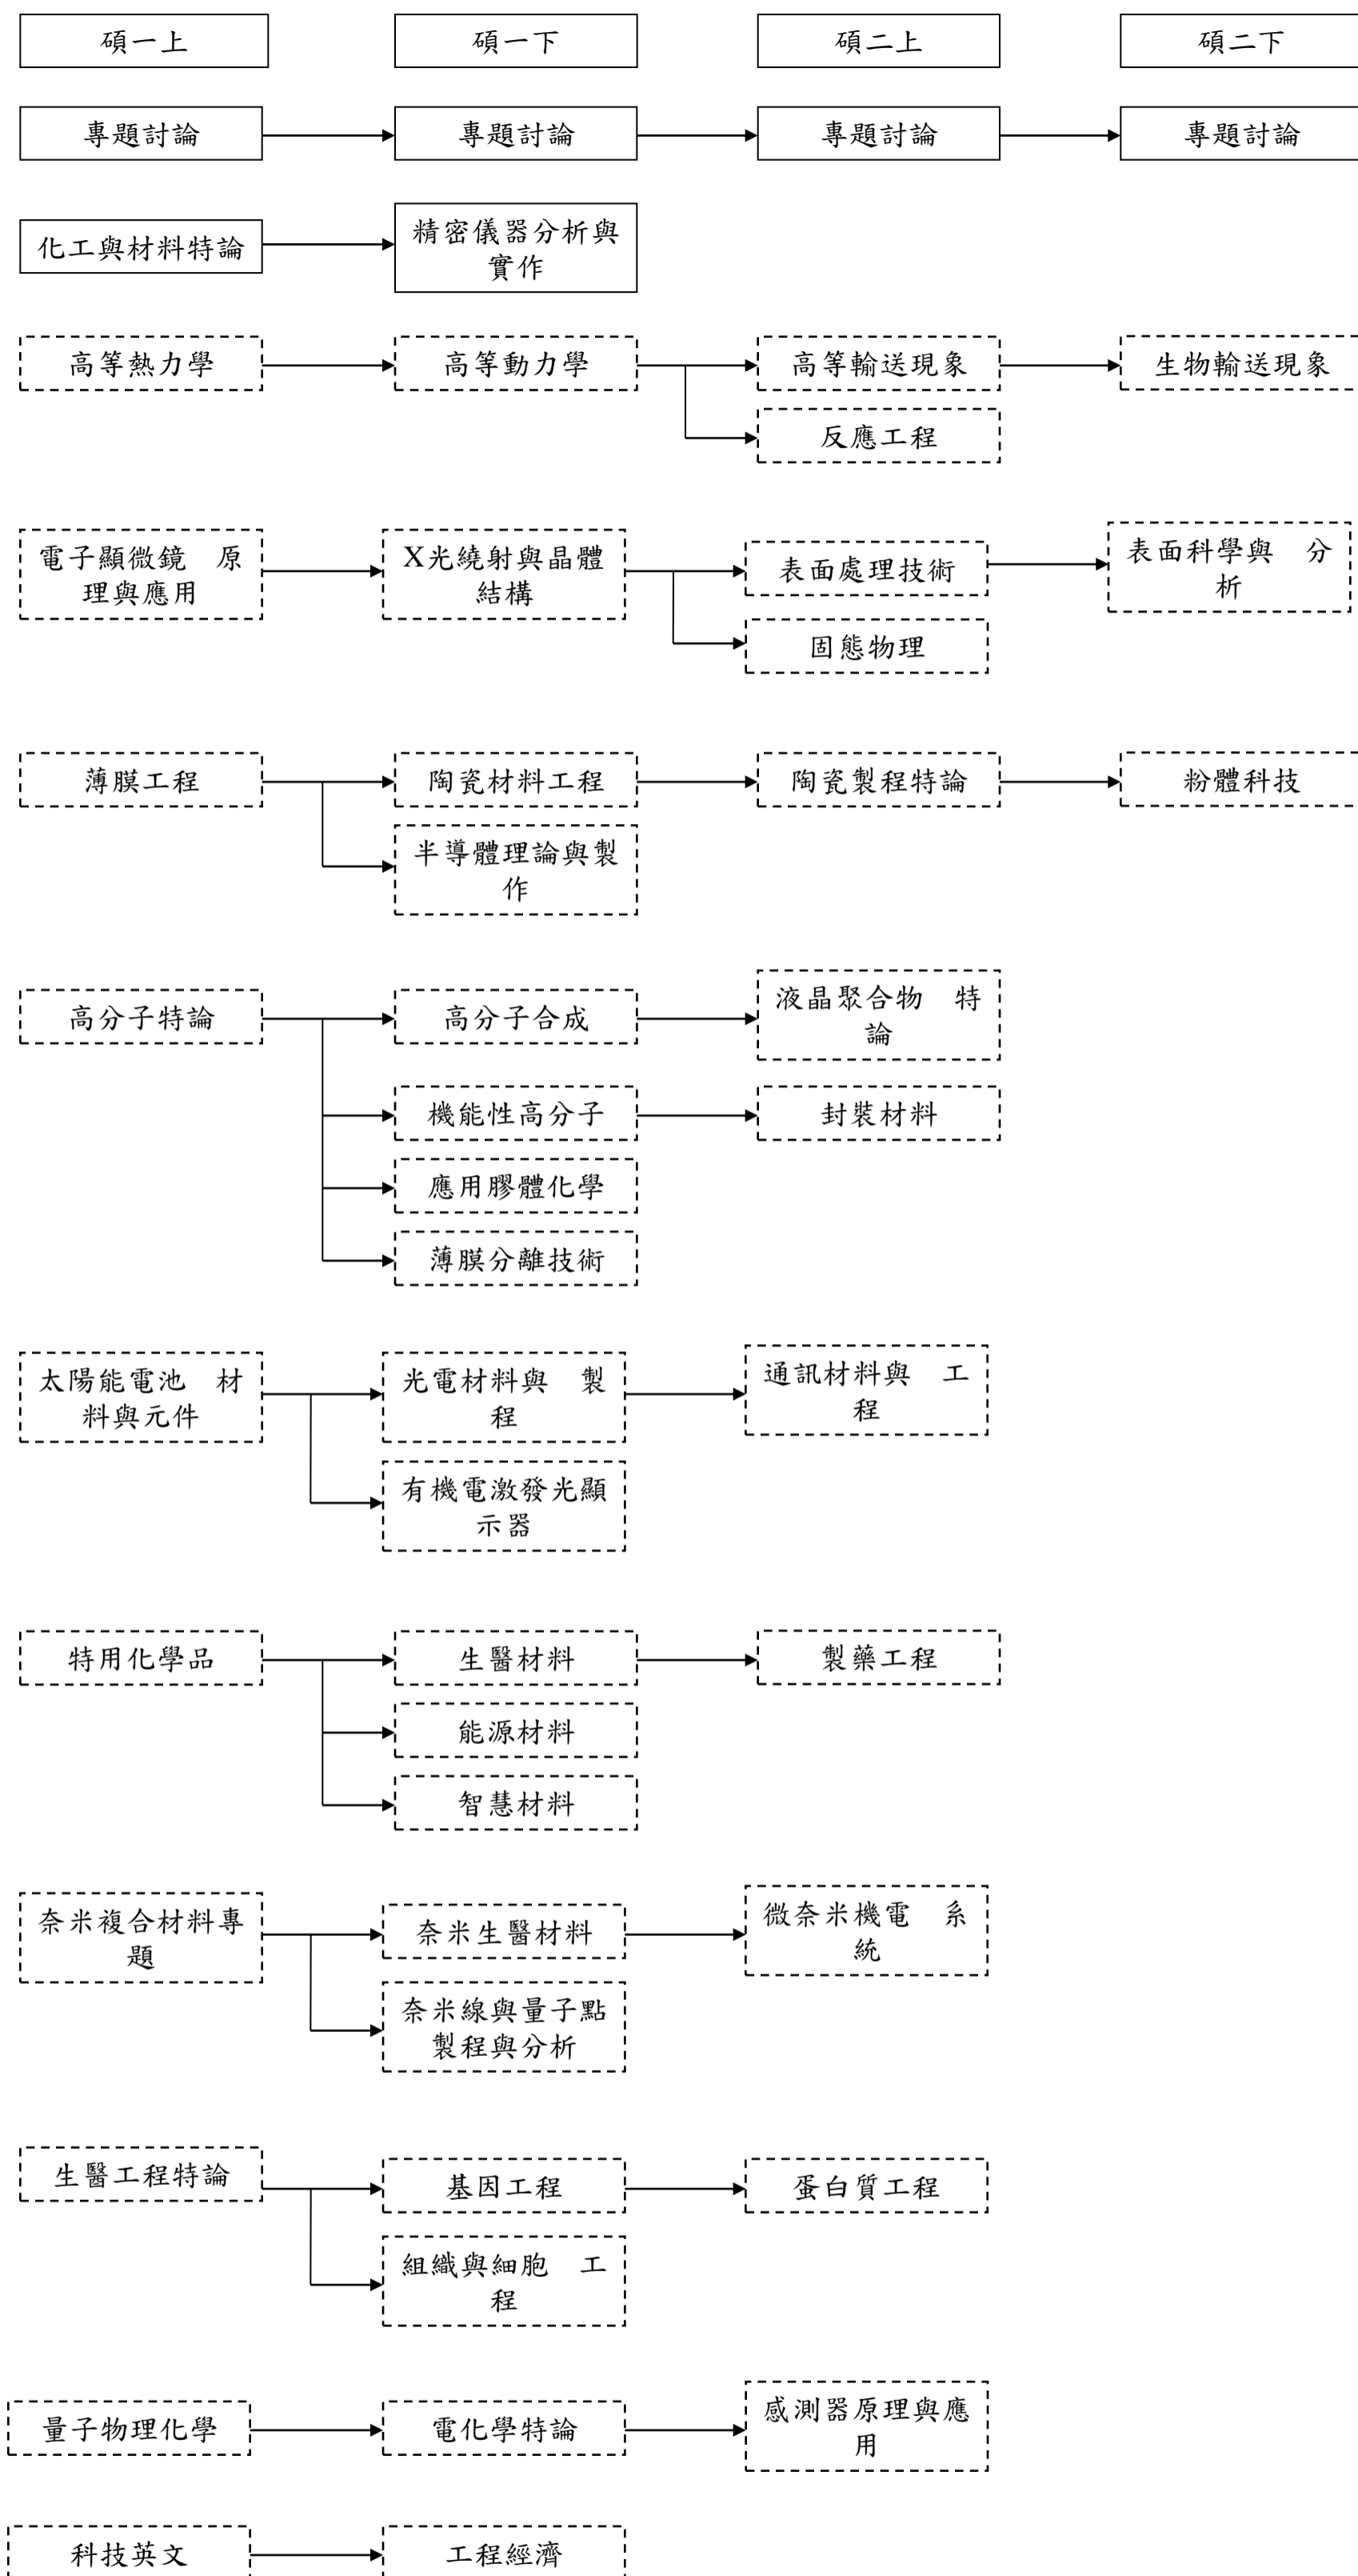 碩一上
碩一下
碩二上
碩二下
專題討論
專題討論
專題討論
專題討論
化工與材料特論
精密儀器分析與
實作
高等熱力學
高等動力學
高等輸送現象
生物輸送現象
反應工程
電子顯微鏡　原
理與應用
X光繞射與晶體
結構
表面處理技術
表面科學與　分
析
固態物理
薄膜工程
陶瓷材料工程
陶瓷製程特論
粉體科技
半導體理論與製
作
高分子特論
高分子合成
液晶聚合物　特
論
機能性高分子
封裝材料
應用膠體化學
薄膜分離技術
太陽能電池　材
料與元件
光電材料與　製
程
通訊材料與　工
程
有機電激發光顯
示器
特用化學品
生醫材料
製藥工程
能源材料
智慧材料
奈米複合材料專
題
奈米生醫材料
微奈米機電　系
統
奈米線與量子點
製程與分析
生醫工程特論
基因工程
蛋白質工程
組織與細胞　工
程
量子物理化學
電化學特論
感測器原理與應
用
科技英文
工程經濟